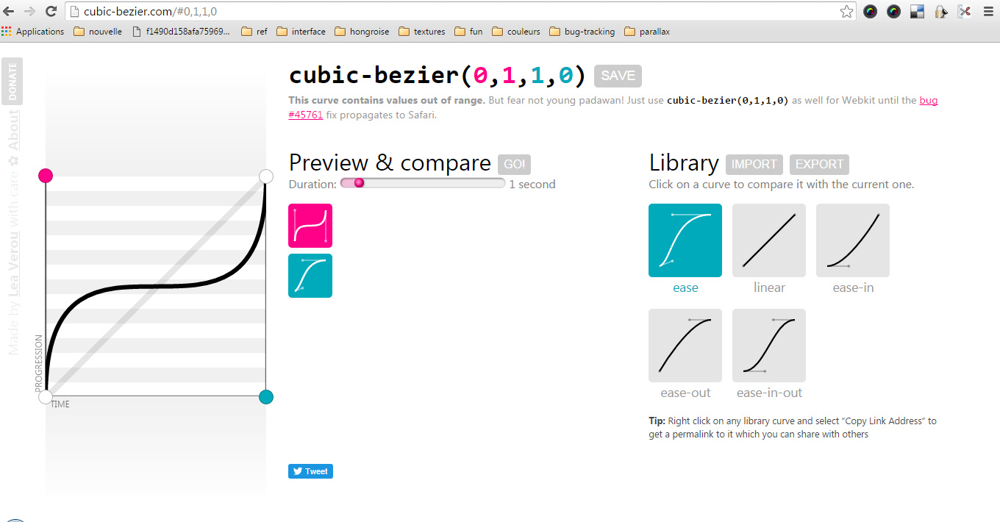 cubic-bezier.com/#0,1,1,0
Applications nouvelle f1490d158afa75969... ref interface hongroise textures fun couleurs bug-tracking parallax
DONATE
Made by Lea Verou with care ✿ About
cubic-bezier(0,1,1,0) SAVE
This curve contains values out of range. But fear not young padawan! Just use cubic-bezier(0,1,1,0) as well for Webkit until the bug
#45761 fix propagates to Safari.
PROGRESSION
TIME
Preview & compare GO!
Duration: 1 second
Library IMPORT EXPORT
Click on a curve to compare it with the current one.
ease linear ease-in
ease-out ease-in-out
Tip: Right click on any library curve and select “Copy Link Address” to
get a permalink to it which you can share with others
Tweet